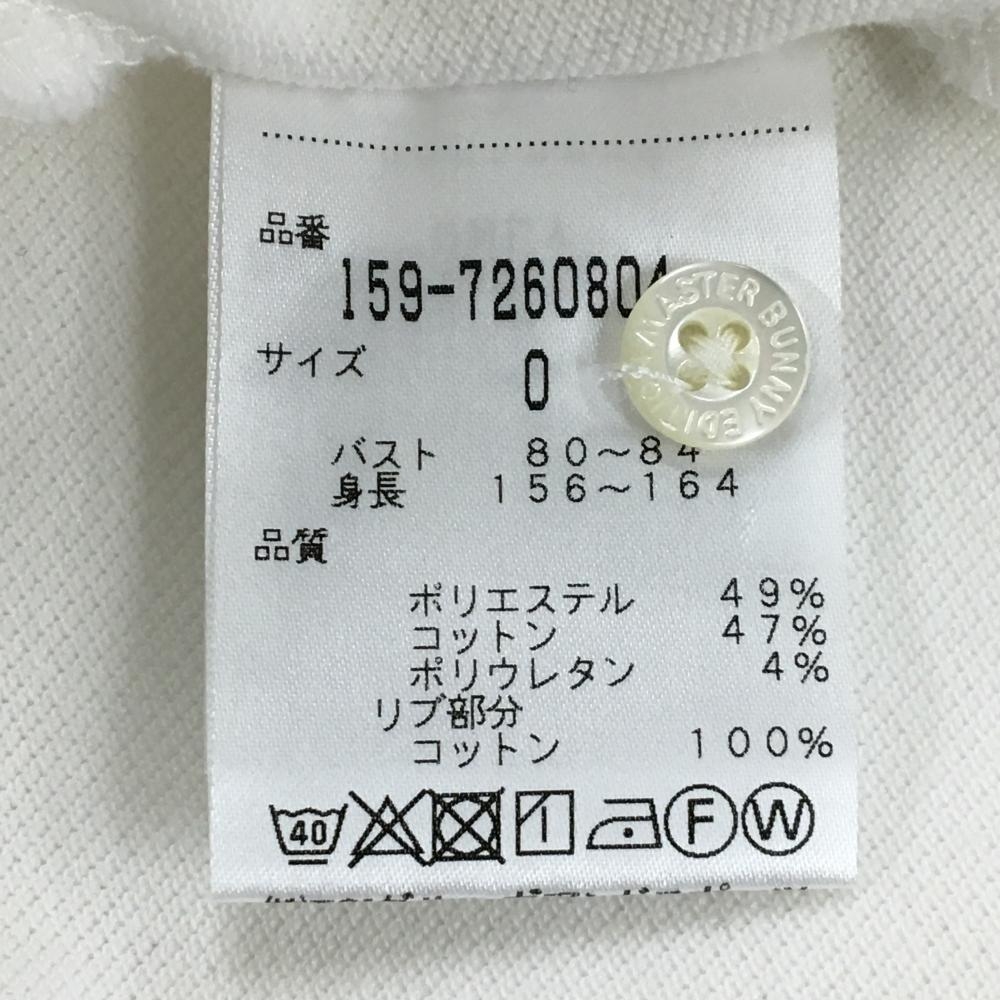 品番
159-7260804
サイズ
0
バスト 80~84
身長 156~164
品質
ポリエステル 49%
コットン 47%
ポリウレタン 4%
リブ部分
コットン 100%
40
F
W
MASTER BUNNY EDITION